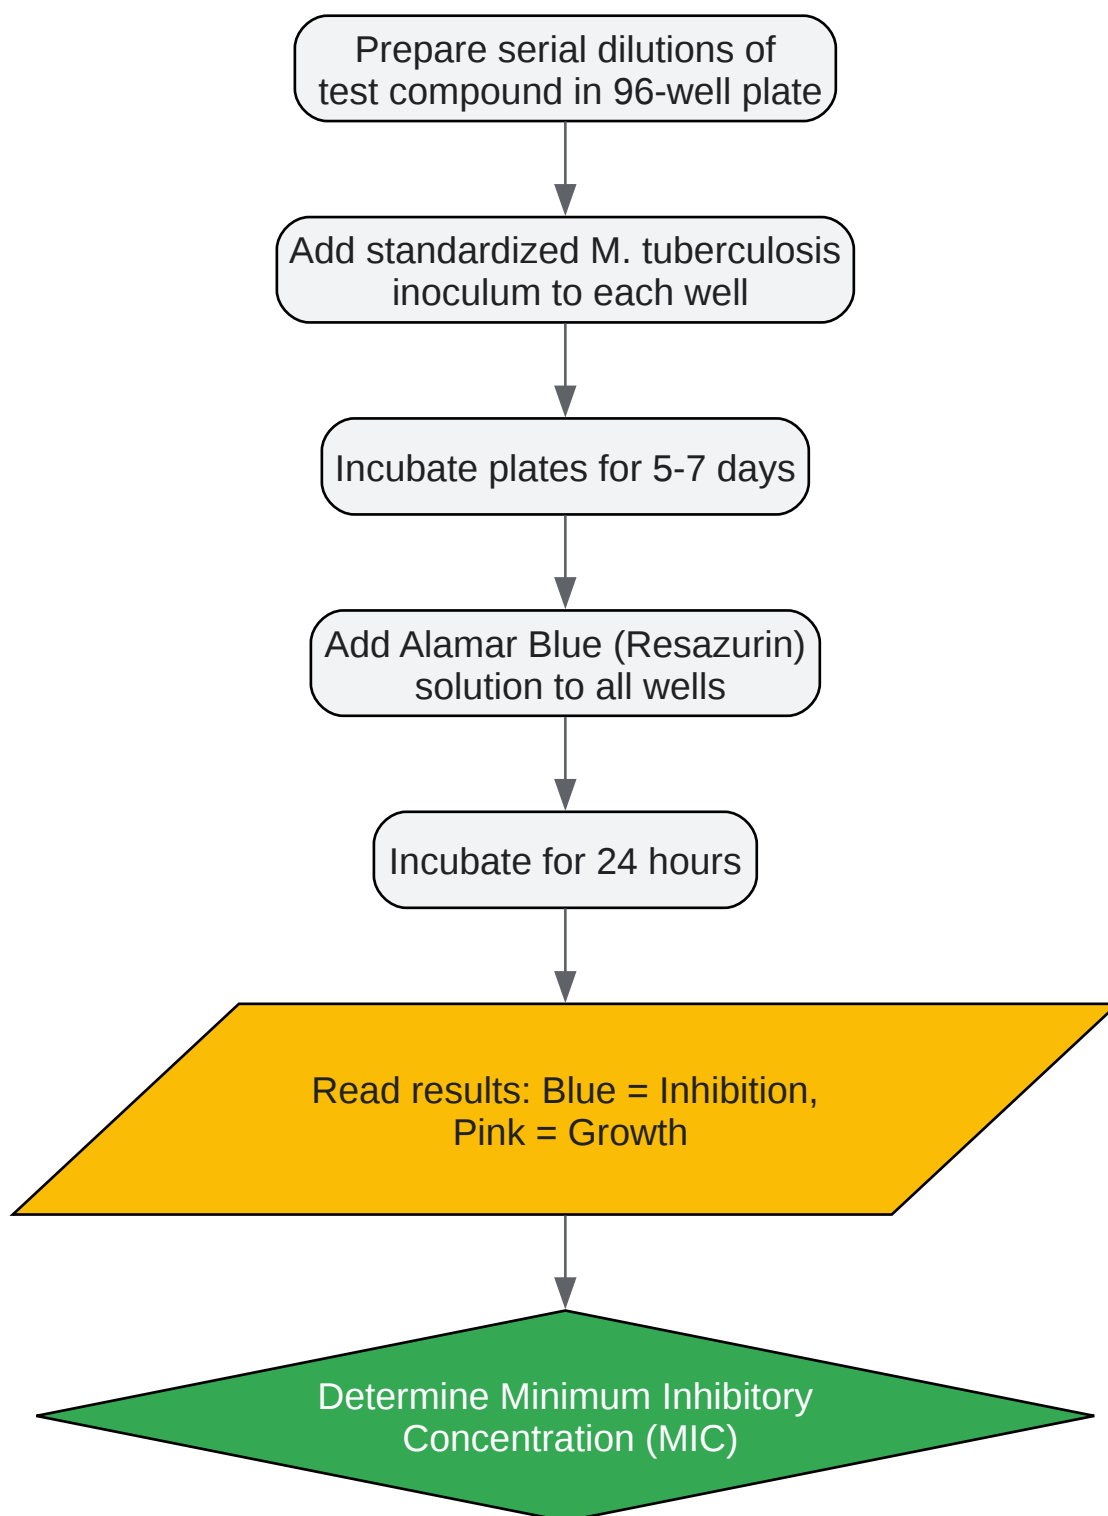 Prepare serial dilutions of
test compound in 96-well plate
Add standardized M. tuberculosis
inoculum to each well
Incubate plates for 5-7 days
Add Alamar Blue (Resazurin)
solution to all wells
Incubate for 24 hours
Read results: Blue = Inhibition,
Pink = Growth
Determine Minimum Inhibitory
Concentration (MIC)